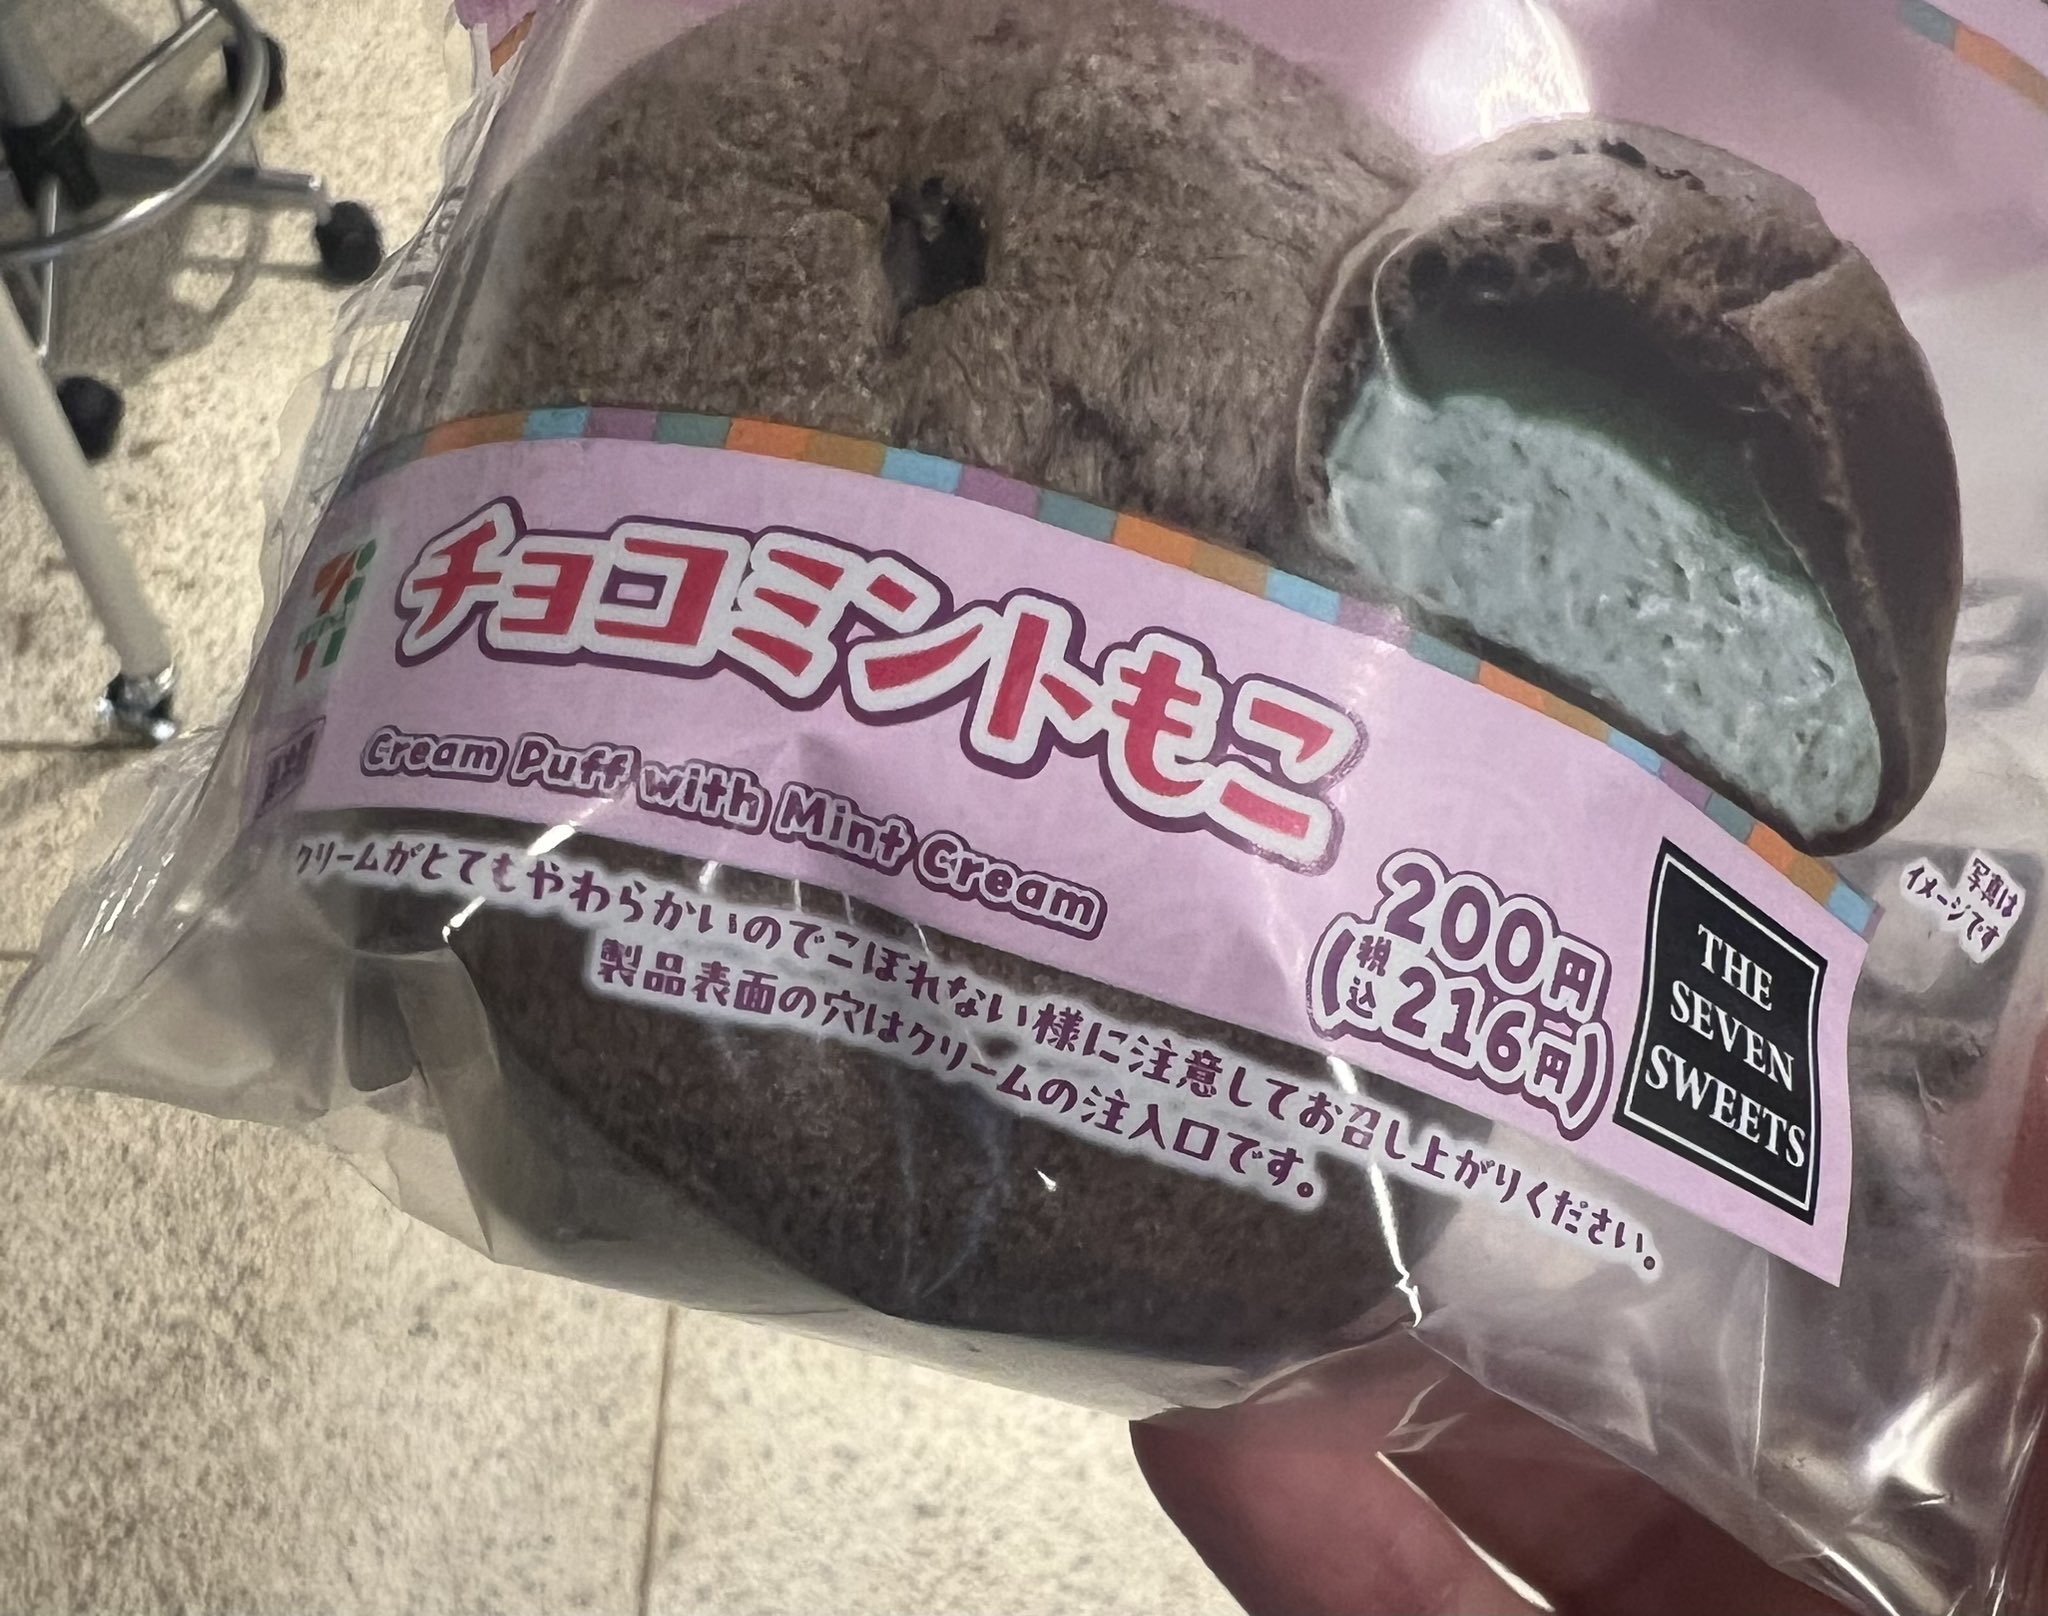 チョコミントもこ
Cream Puff with Mint Cream
200円
(税込216円)
THE
SEVEN
SWEETS
写真は
イメージです
クリームがとてもやわらかいのでこぼれない様に注意してお召し上がりください。
製品表面の穴はクリームの注入口です。